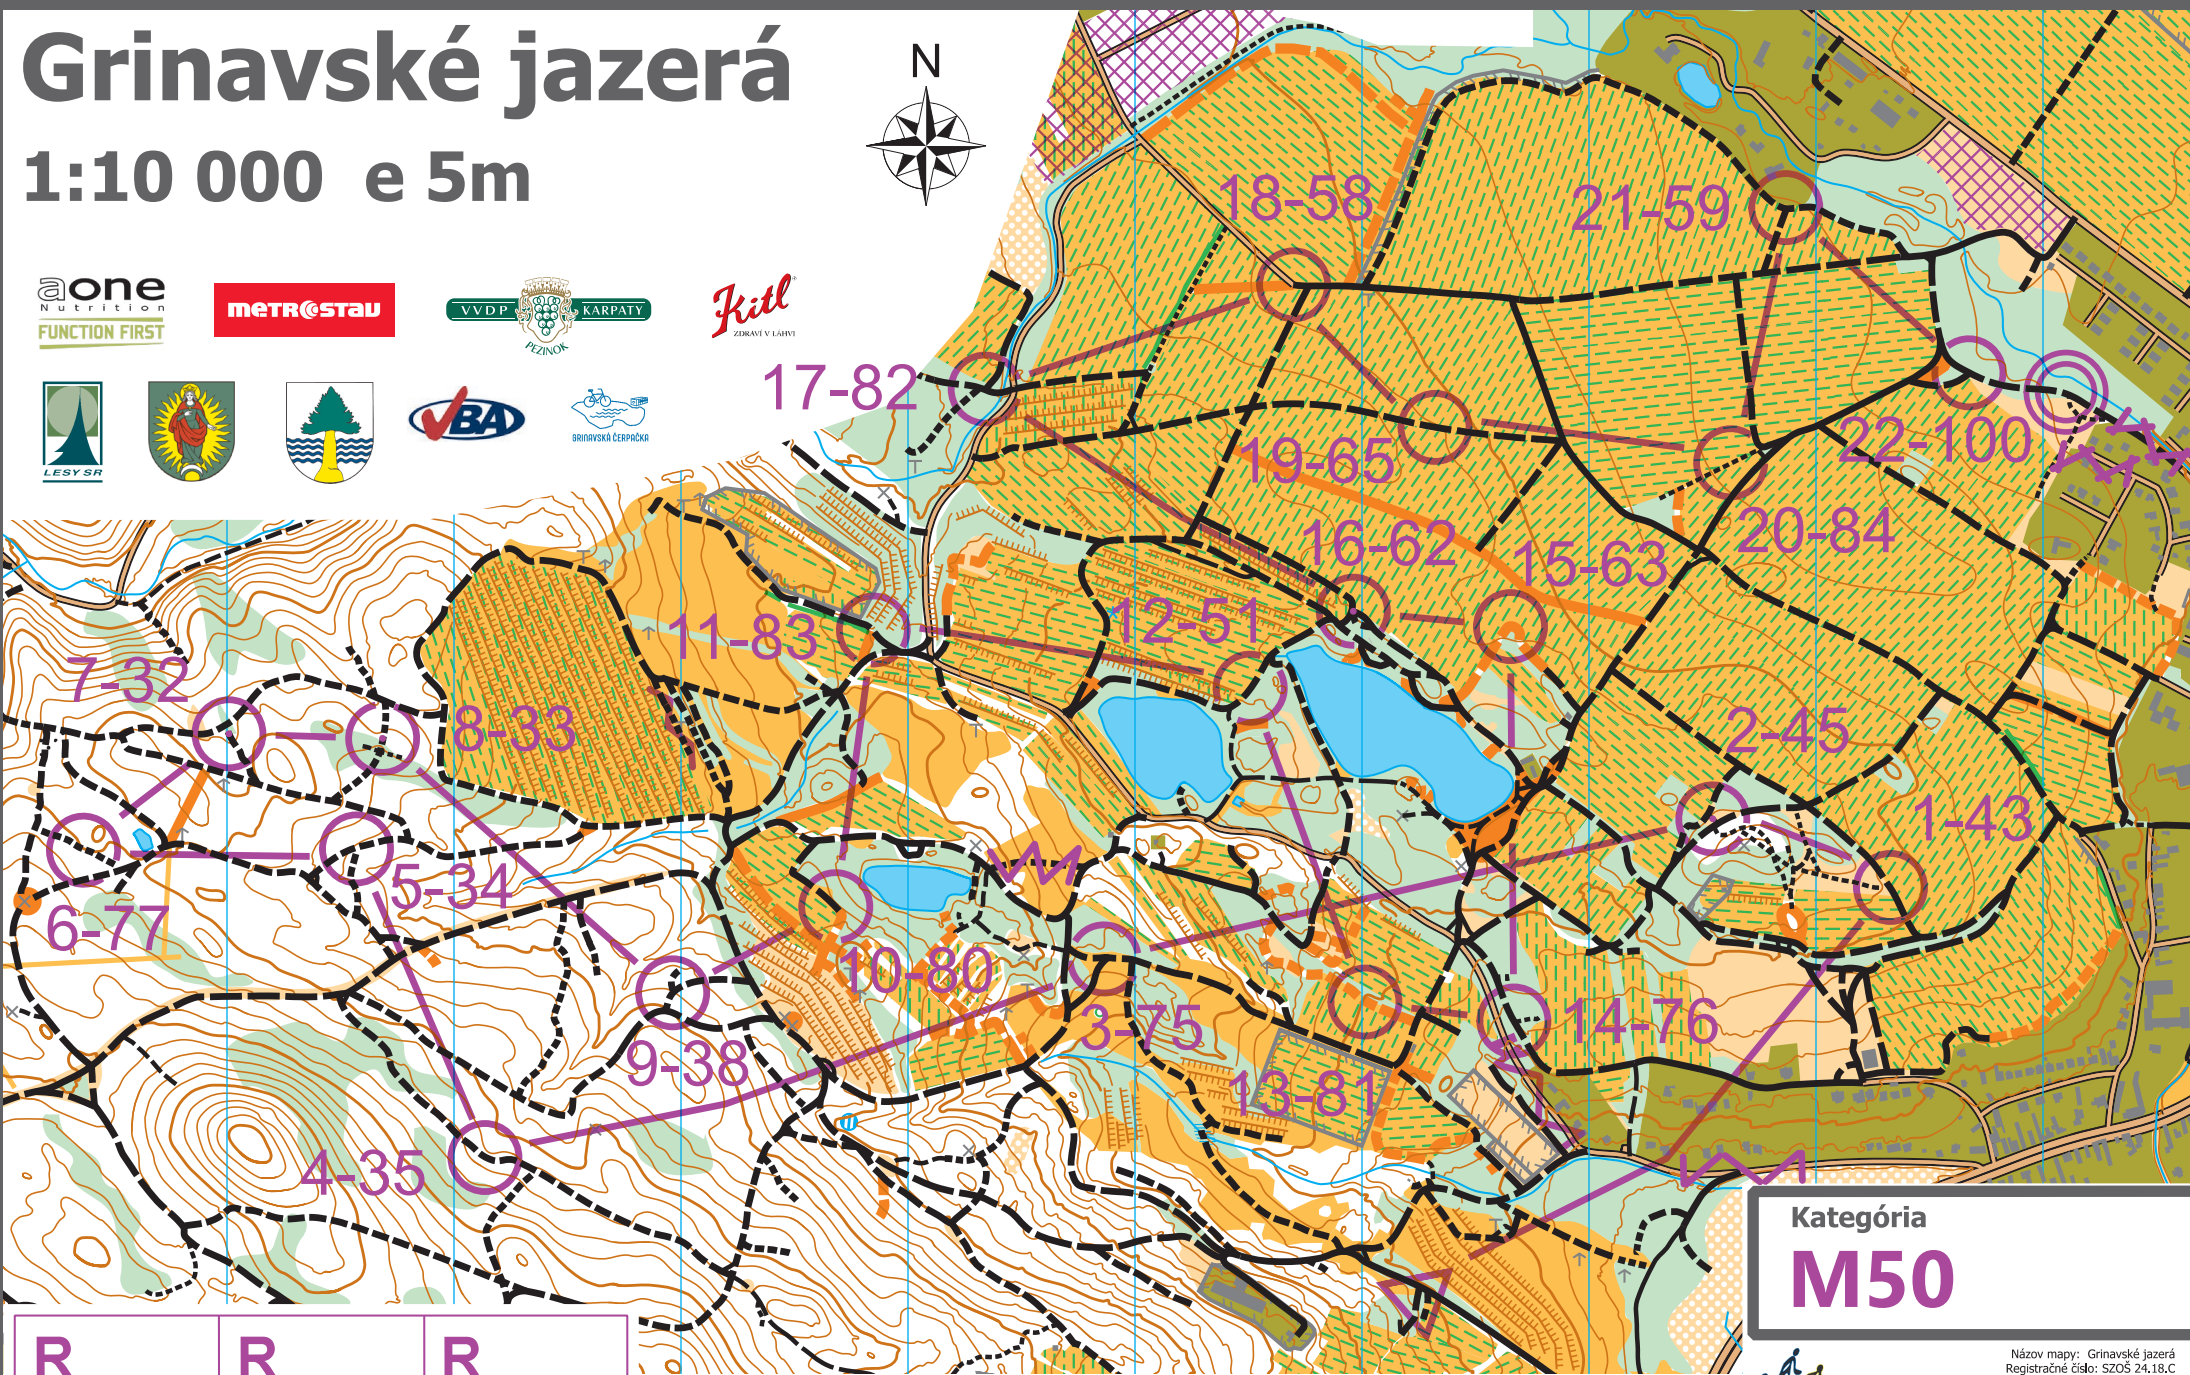 Grinavské jazerá
1:10 000 e 5m
N
aone
Nutrition
FUNCTION FIRST
METROSTAV
VVDP KARPATY
PEZINOK
Kitl
ZDRAVÍ V LÁHVI
LESY SR
VBA
GRINAVSKÁ ČERPAČKA
18-58
21-59
17-82
19-65
22-100
16-62
15-63
20-84
11-83
12-51
7-32
8-33
2-45
1-43
5-34
6-77
10-80
3-75
14-76
9-38
13-81
4-35
Kategória
M50
R R R
Názov mapy: Grinavské jazerá
Registračné číslo: SZOŠ 24.18.C